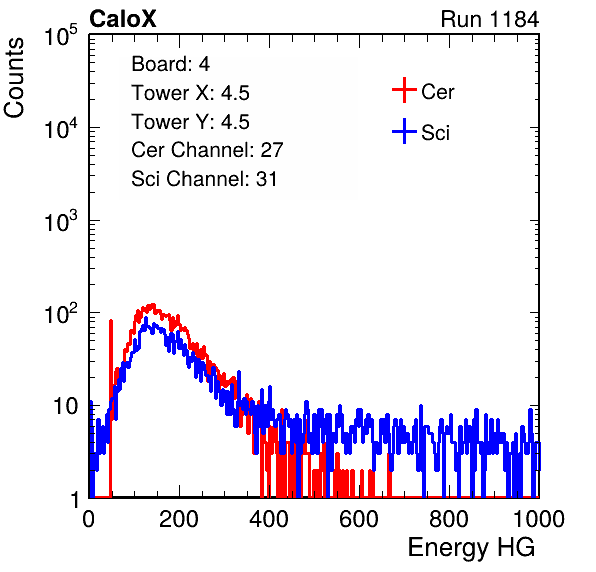 CaloX Run 1184
Counts
10^5
10^4
10^3
10^2
10
1
Board: 4
Tower X: 4.5
Tower Y: 4.5
Cer Channel: 27
Sci Channel: 31
Cer
Sci
0 200 400 600 800 1000
Energy HG